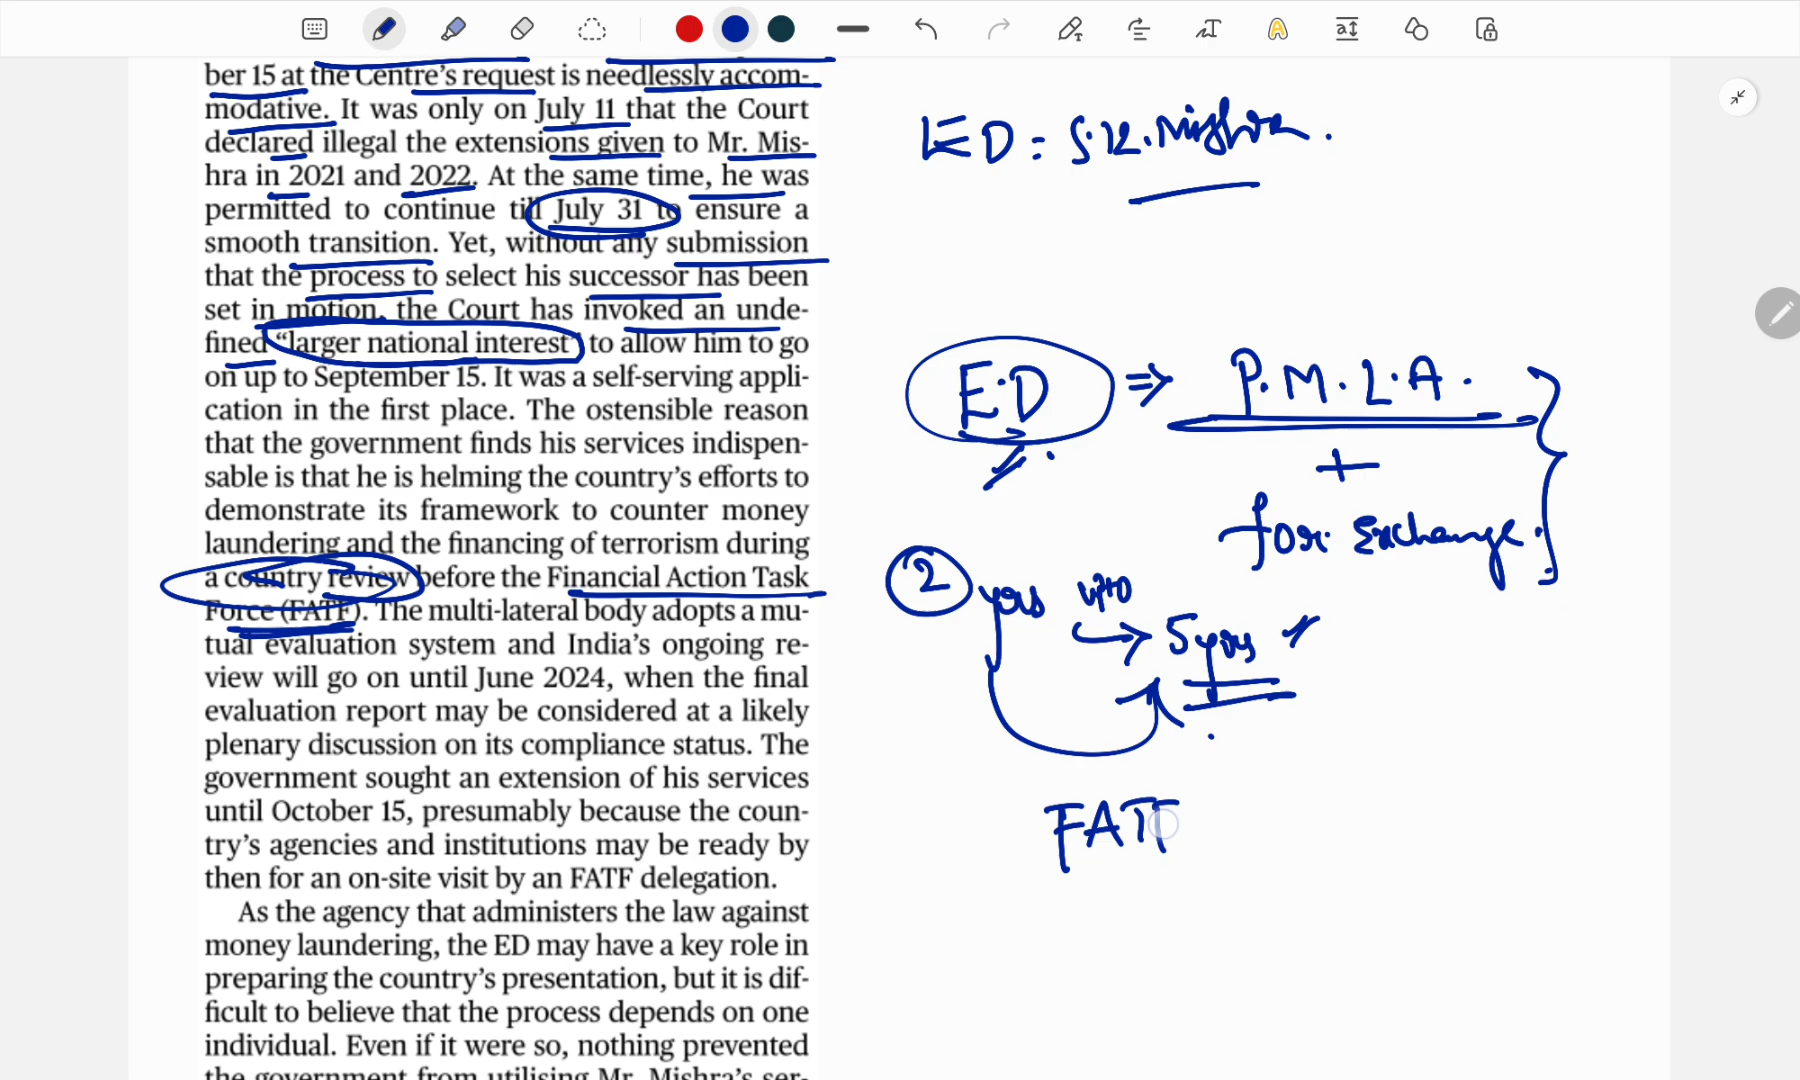 ber 15 at the Centre's request is needlessly accom-
modative. It was only on July 11 that the Court
declared illegal the extensions given to Mr. Mis-
hra in 2021 and 2022. At the same time, he was
permitted to continue till July 31 to ensure a
smooth transition. Yet, without any submission
that the process to select his successor has been
set in motion, the Court has invoked an unde-
fined “larger national interest” to allow him to go
on up to September 15. It was a self-serving appli-
cation in the first place. The ostensible reason
that the government finds his services indispen-
sable is that he is helming the country's efforts to
demonstrate its framework to counter money
laundering and the financing of terrorism during
a country review before the Financial Action Task
Force (FATF). The multi-lateral body adopts a mu-
tual evaluation system and India's ongoing re-
view will go on until June 2024, when the final
evaluation report may be considered at a likely
plenary discussion on its compliance status. The
government sought an extension of his services
until October 15, presumably because the coun-
try's agencies and institutions may be ready by
then for an on-site visit by an FATF delegation.
As the agency that administers the law against
money laundering, the ED may have a key role in
preparing the country's presentation, but it is dif-
ficult to believe that the process depends on one
individual. Even if it were so, nothing prevented
the government from utilising Mr. Mishra's ser-
ED = S.K. Mishra.
E.D ⇒ P.M.L.A.
+
for. Exchange.
2 yrs upto → 5 yrs
FATF